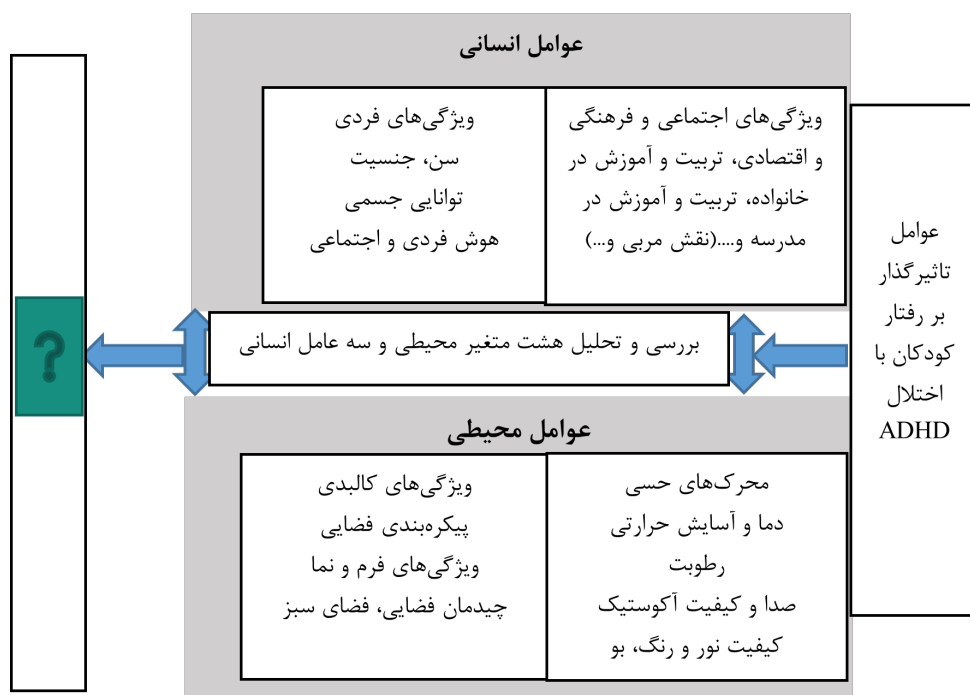 عوامل انسانی
ویژگی‌های اجتماعی و فرهنگی
و اقتصادی، تربیت و آموزش در
خانواده، تربیت و آموزش در
مدرسه و....(نقش مربی و...)
ویژگی‌های فردی
سن، جنسیت
توانایی جسمی
هوش فردی و اجتماعی
عوامل
تاثیرگذار
بر رفتار
کودکان با
اختلال
ADHD
بررسی و تحلیل هشت متغیر محیطی و سه عامل انسانی
?
عوامل محیطی
محرک‌های حسی
دما و آسایش حرارتی
رطوبت
صدا و کیفیت آکوستیک
کیفیت نور و رنگ، بو
ویژگی‌های کالبدی
پیکره‌بندی فضایی
ویژگی‌های فرم و نما
چیدمان فضایی، فضای سبز